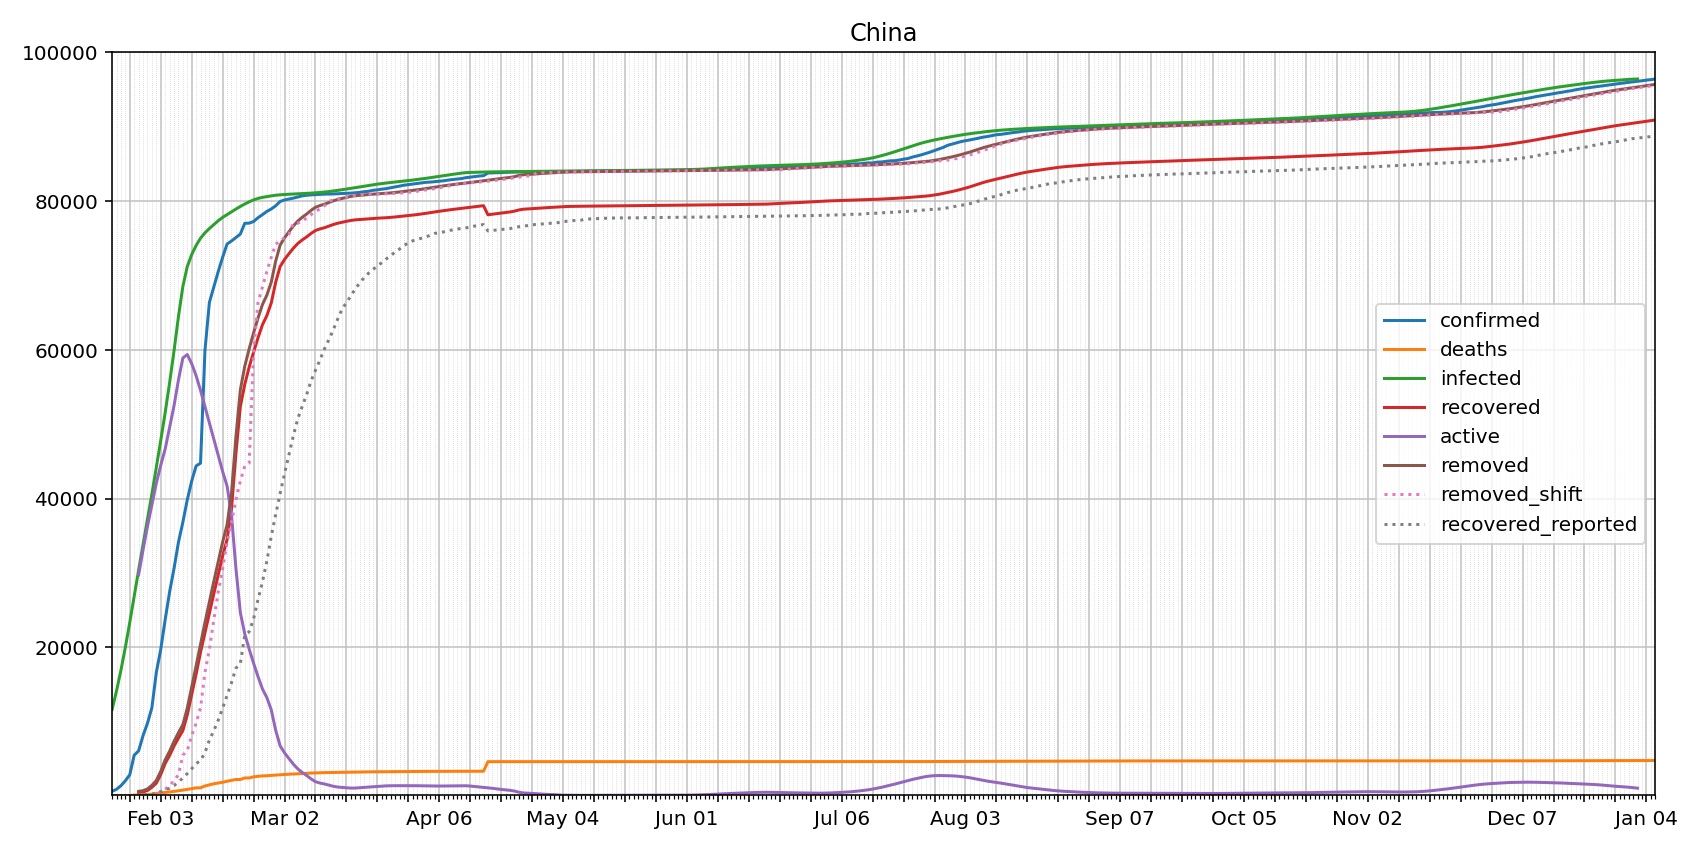 China
100000
80000
60000
40000
20000
confirmed
deaths
infected
recovered
active
removed
removed_shift
recovered_reported
Feb 03 Mar 02 Apr 06 May 04 Jun 01 Jul 06 Aug 03 Sep 07 Oct 05 Nov 02 Dec 07 Jan 04